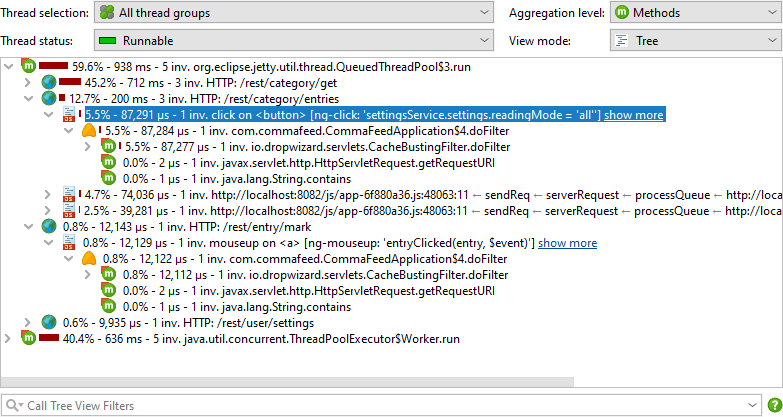 Thread selection: All thread groups Aggregation level: Methods
Thread status: Runnable View mode: Tree
59.6% - 938 ms - 5 inv. org.eclipse.jetty.util.thread.QueuedThreadPool$3.run
45.2% - 712 ms - 3 inv. HTTP: /rest/category/get
12.7% - 200 ms - 3 inv. HTTP: /rest/category/entries
5.5% - 87,291 µs - 1 inv. click on <button> [ng-click: 'settingsService.settings.readingMode = 'all''] show more
5.5% - 87,284 µs - 1 inv. com.commafeed.CommaFeedApplication$4.doFilter
5.5% - 87,277 µs - 1 inv. io.dropwizard.servlets.CacheBustingFilter.doFilter
0.0% - 2 µs - 1 inv. javax.servlet.http.HttpServletRequest.getRequestURI
0.0% - 1 µs - 1 inv. java.lang.String.contains
4.7% - 74,036 µs - 1 inv. http://localhost:8082/js/app-6f880a36.js:48063:11 ← sendReq ← serverRequest ← processQueue ← http://loca
2.5% - 39,281 µs - 1 inv. http://localhost:8082/js/app-6f880a36.js:48063:11 ← sendReq ← serverRequest ← processQueue ← http://loca
0.8% - 12,143 µs - 1 inv. HTTP: /rest/entry/mark
0.8% - 12,129 µs - 1 inv. mouseup on <a> [ng-mouseup: 'entryClicked(entry, $event)'] show more
0.8% - 12,122 µs - 1 inv. com.commafeed.CommaFeedApplication$4.doFilter
0.8% - 12,112 µs - 1 inv. io.dropwizard.servlets.CacheBustingFilter.doFilter
0.0% - 2 µs - 1 inv. javax.servlet.http.HttpServletRequest.getRequestURI
0.0% - 1 µs - 1 inv. java.lang.String.contains
0.6% - 9,935 µs - 1 inv. HTTP: /rest/user/settings
40.4% - 636 ms - 5 inv. java.util.concurrent.ThreadPoolExecutor$Worker.run
Call Tree View Filters